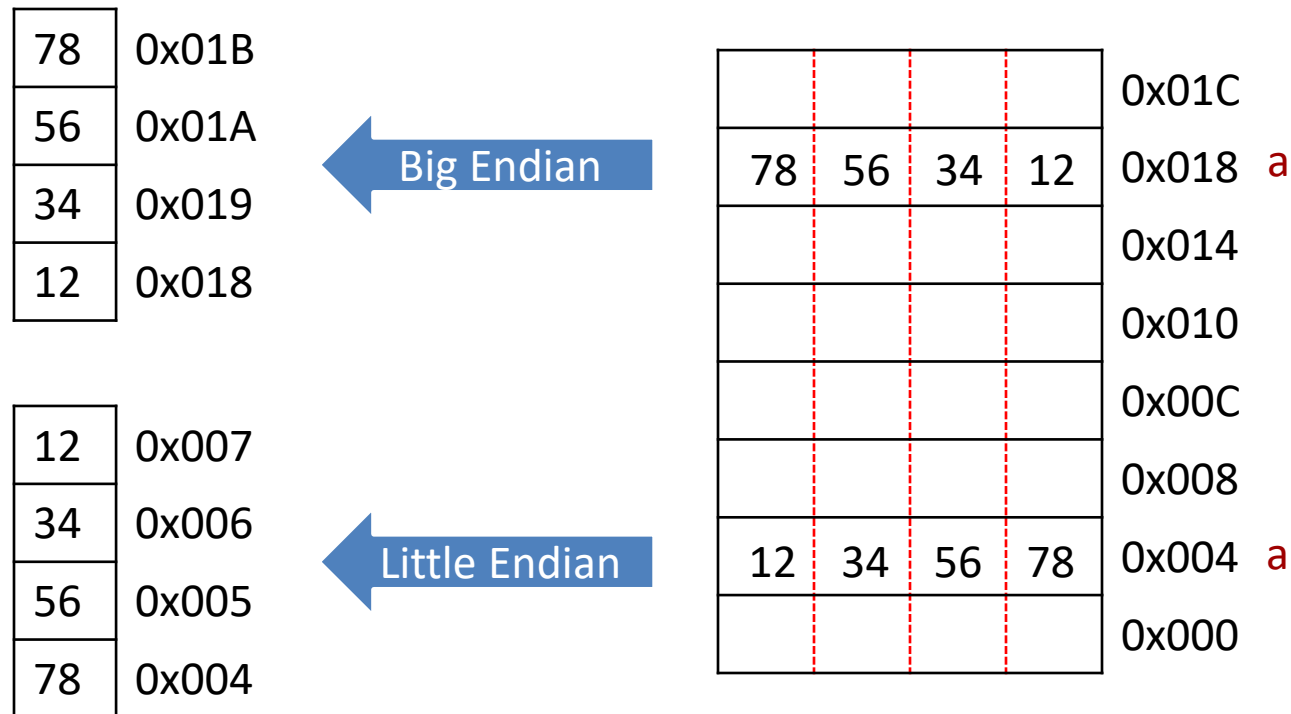 78 0x01B
56 0x01A
34 0x019
12 0x018
Big Endian
12 0x007
34 0x006
56 0x005
78 0x004
Little Endian
0x01C
78 56 34 12 0x018 a
0x014
0x010
0x00C
0x008
12 34 56 78 0x004 a
0x000